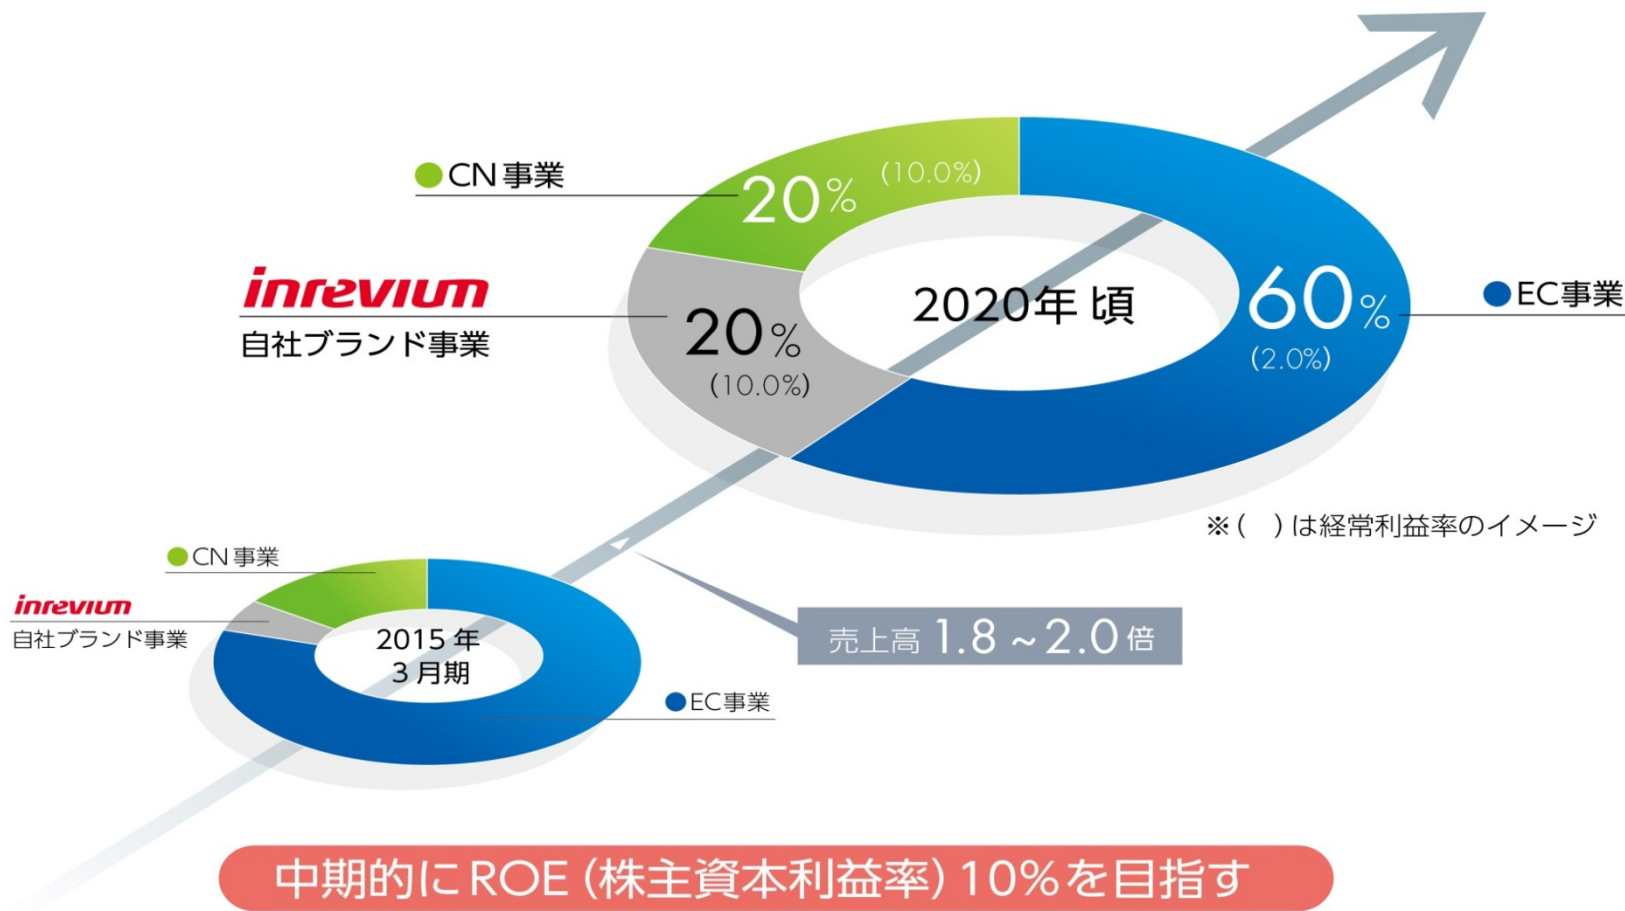 CN事業
20% (10.0%)
inrevium
自社ブランド事業
20%
(10.0%)
2020年頃
60%
(2.0%)
EC事業
※(　)は経常利益率のイメージ
CN事業
inrevium
自社ブランド事業
2015年
3月期
EC事業
売上高 1.8~2.0倍
中期的にROE(株主資本利益率)10%を目指す